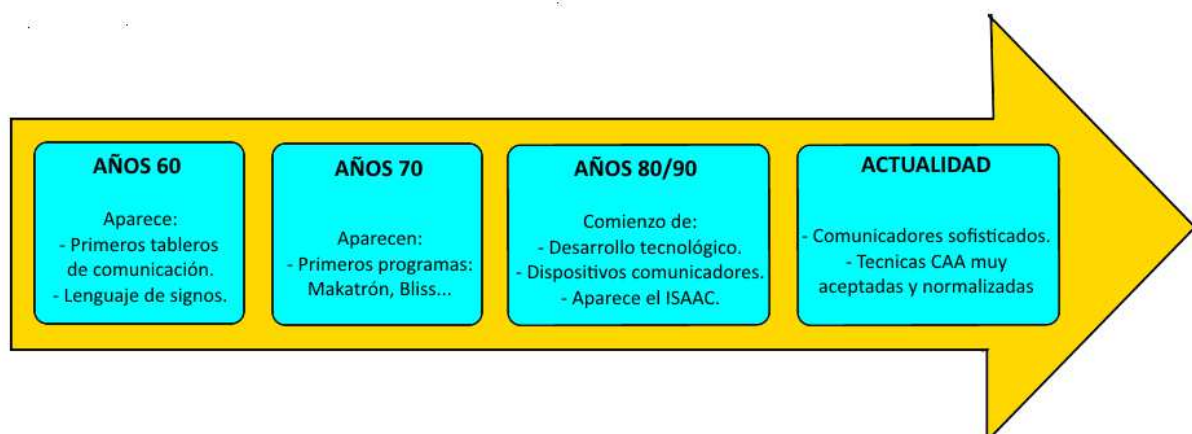 AÑOS 60
Aparece:
- Primeros tableros
de comunicación.
- Lenguaje de signos.
AÑOS 70
Aparecen:
- Primeros programas:
Makatrón, Bliss...
AÑOS 80/90
Comienzo de:
- Desarrollo tecnológico.
- Dispositivos comunicadores.
- Aparece el ISAAC.
ACTUALIDAD
- Comunicadores sofisticados.
- Tecnicas CAA muy
aceptadas y normalizadas